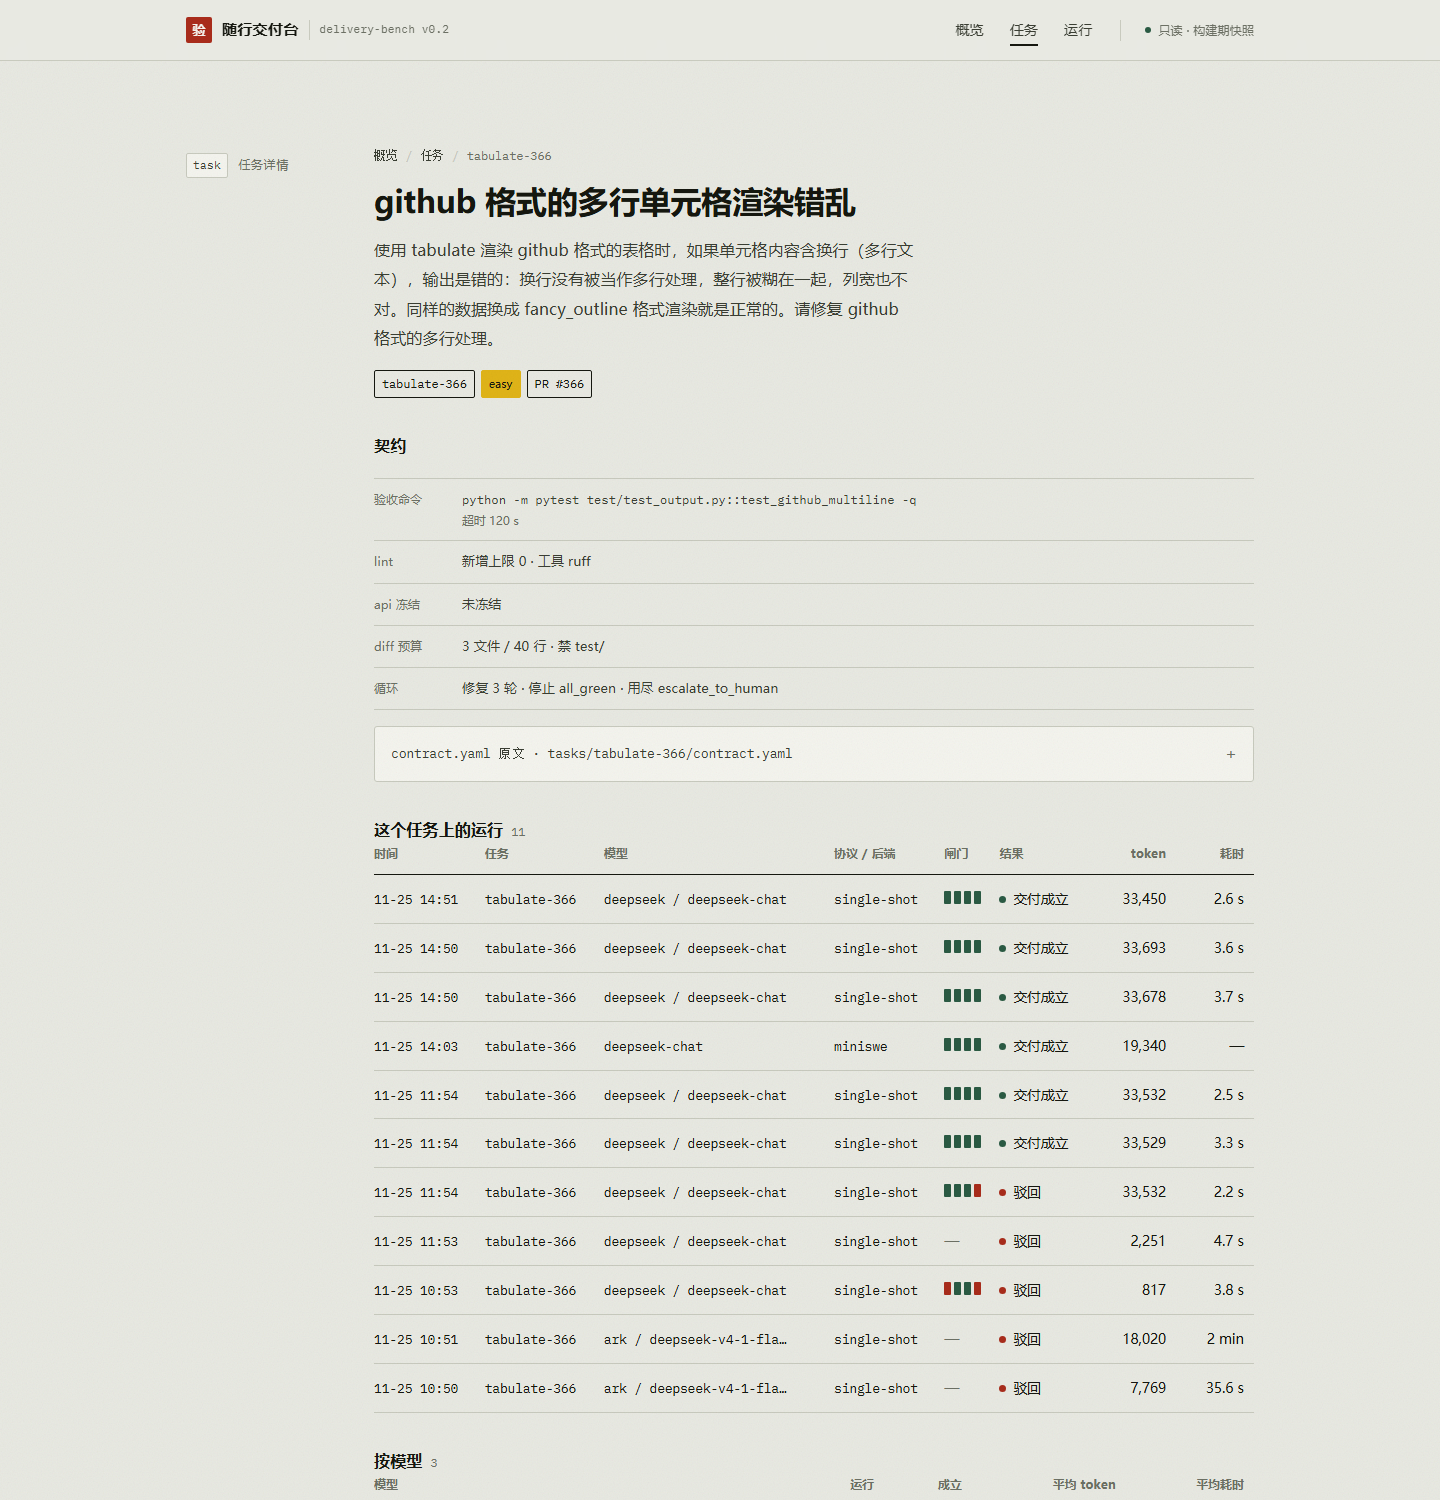 验 随行交付台 delivery-bench v0.2 概览 任务 运行 只读 · 构建期快照
task 任务详情
概览 / 任务 / tabulate-366
github 格式的多行单元格渲染错乱
使用 tabulate 渲染 github 格式的表格时，如果单元格内容含换行（多行文
本），输出是错的：换行没有被当作多行处理，整行被糊在一起，列宽也不
对。同样的数据换成 fancy_outline 格式渲染就是正常的。请修复 github
格式的多行处理。
tabulate-366 easy PR #366
契约
验收命令 python -m pytest test/test_output.py::test_github_multiline -q
超时 120 s
lint 新增上限 0 · 工具 ruff
api 冻结 未冻结
diff 预算 3 文件 / 40 行 · 禁 test/
循环 修复 3 轮 · 停止 all_green · 用尽 escalate_to_human
contract.yaml 原文 · tasks/tabulate-366/contract.yaml +
这个任务上的运行 11
时间 任务 模型 协议 / 后端 闸门 结果 token 耗时
11-25 14:51 tabulate-366 deepseek / deepseek-chat single-shot 交付成立 33,450 2.6 s
11-25 14:50 tabulate-366 deepseek / deepseek-chat single-shot 交付成立 33,693 3.6 s
11-25 14:50 tabulate-366 deepseek / deepseek-chat single-shot 交付成立 33,678 3.7 s
11-25 14:03 tabulate-366 deepseek-chat miniswe 交付成立 19,340 —
11-25 11:54 tabulate-366 deepseek / deepseek-chat single-shot 交付成立 33,532 2.5 s
11-25 11:54 tabulate-366 deepseek / deepseek-chat single-shot 交付成立 33,529 3.3 s
11-25 11:54 tabulate-366 deepseek / deepseek-chat single-shot 驳回 33,532 2.2 s
11-25 11:53 tabulate-366 deepseek / deepseek-chat single-shot — 驳回 2,251 4.7 s
11-25 10:53 tabulate-366 deepseek / deepseek-chat single-shot 驳回 817 3.8 s
11-25 10:51 tabulate-366 ark / deepseek-v4-1-fla… single-shot — 驳回 18,020 2 min
11-25 10:50 tabulate-366 ark / deepseek-v4-1-fla… single-shot — 驳回 7,769 35.6 s
按模型 3
模型 运行 成立 平均 token 平均耗时